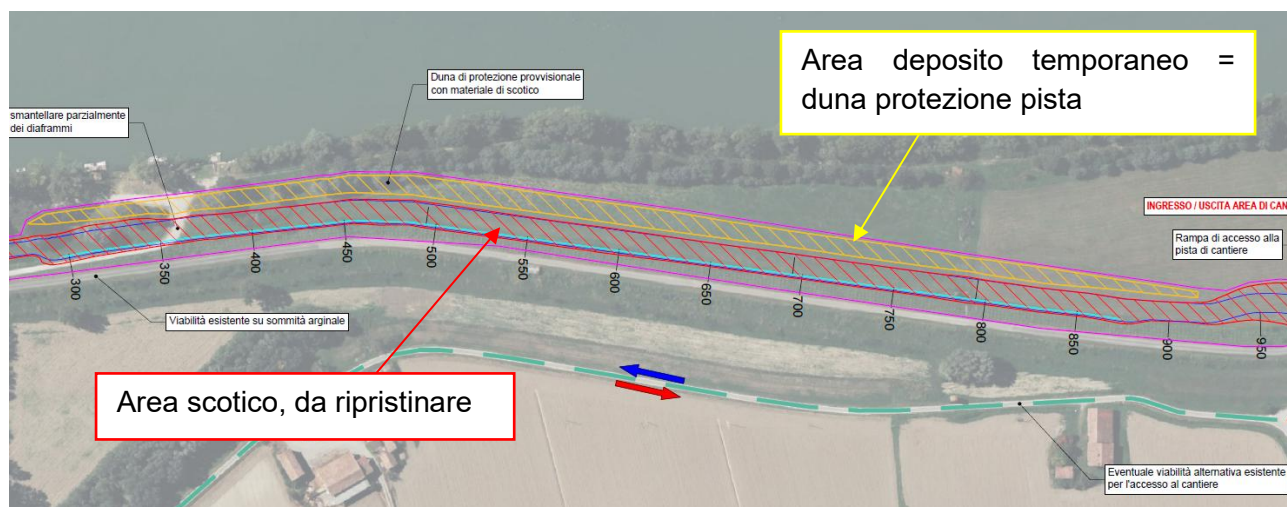 Area deposito temporaneo =
duna protezione pista
Duna di protezione provvisionale
con materiale di scotico
smantellare parzialmente
dei diaframmi
INGRESSO / USCITA AREA DI CAN
Rampa di accesso alla
pista di cantiere
300
350
400
450
500
550
600
650
700
750
800
850
900
950
Viabilità esistente su sommità arginale
Area scotico, da ripristinare
Eventuale viabilità alternativa esistente
per l'accesso al cantiere